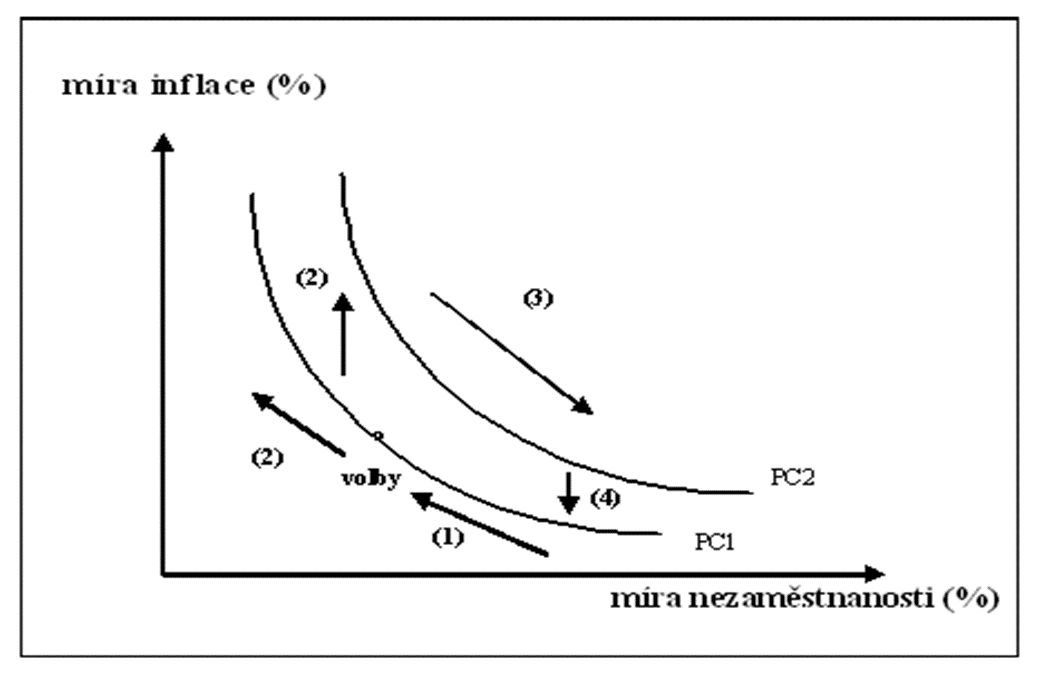 míra inflace (%)
(2)
(3)
(2)
volby
PC2
(4)
(1)
PC1
míra nezaměstnanosti (%)